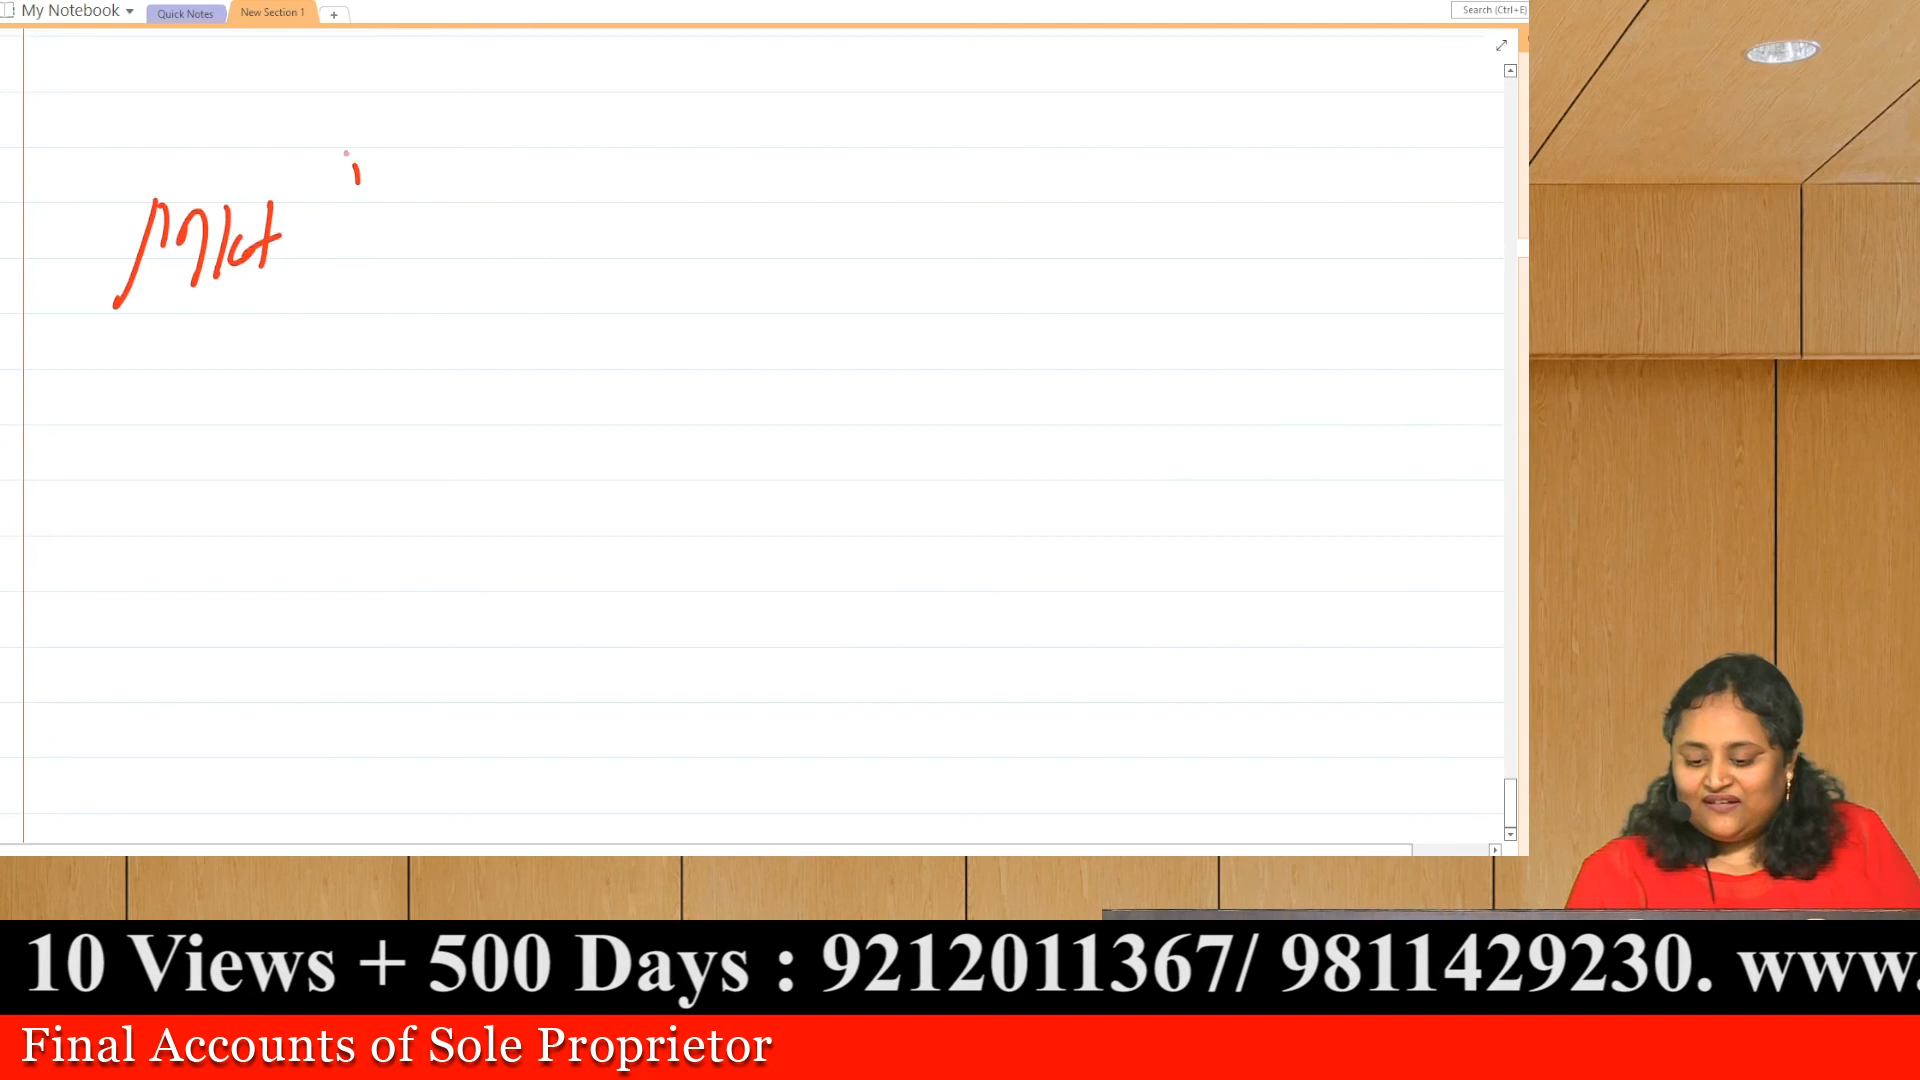 My Notebook
Quick Notes
New Section 1
+
Search (Ctrl+E)
Mkt
10 Views + 500 Days : 9212011367/ 9811429230. www.
Final Accounts of Sole Proprietor